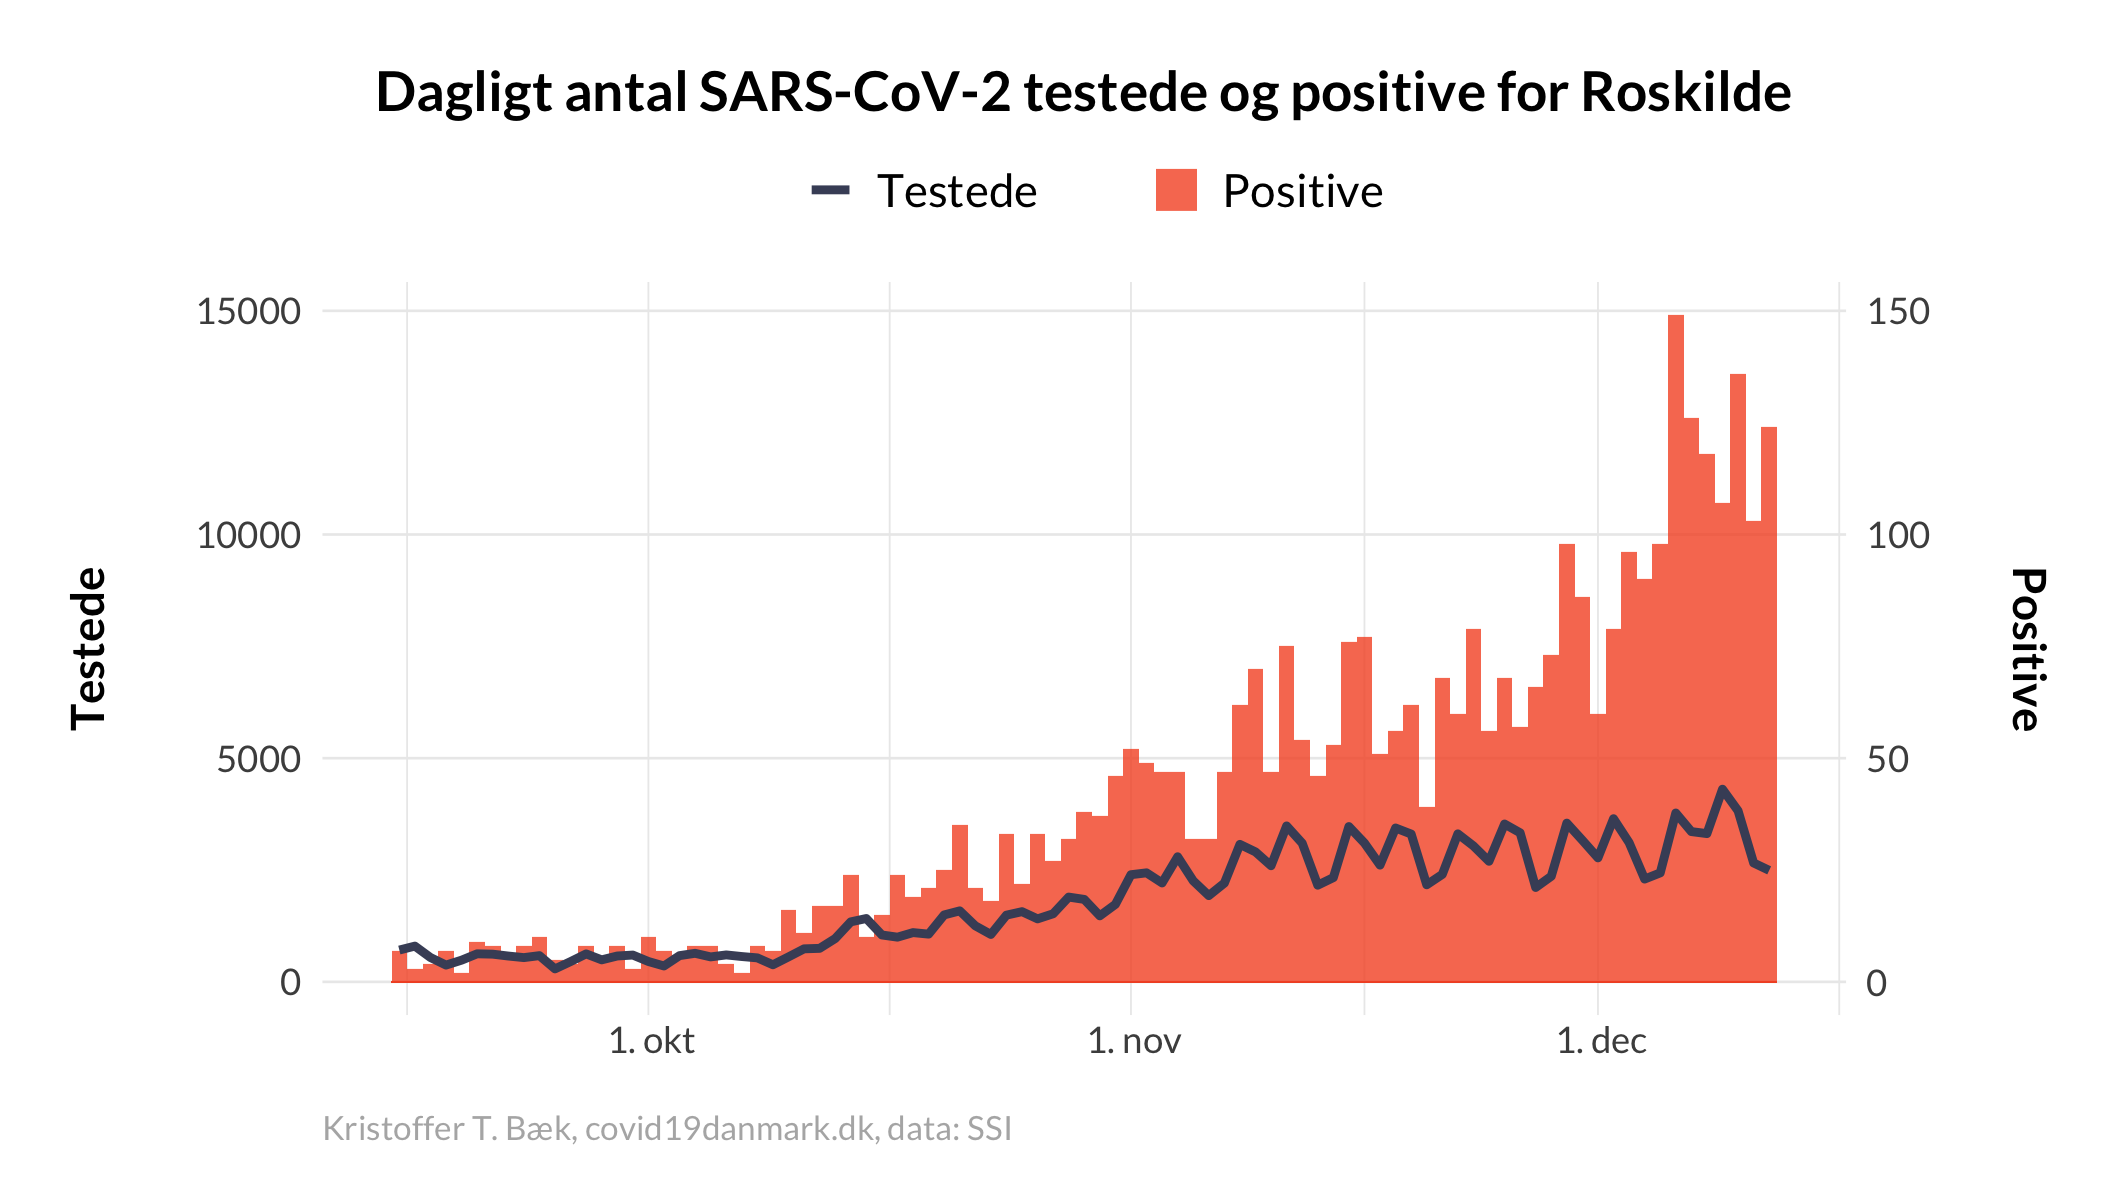 Dagligt antal SARS-CoV-2 testede og positive for Roskilde
Testede
Positive
15000
10000
5000
0
150
100
50
0
Testede
Positive
1. okt
1. nov
1. dec
Kristoffer T. Bæk, covid19danmark.dk, data: SSI